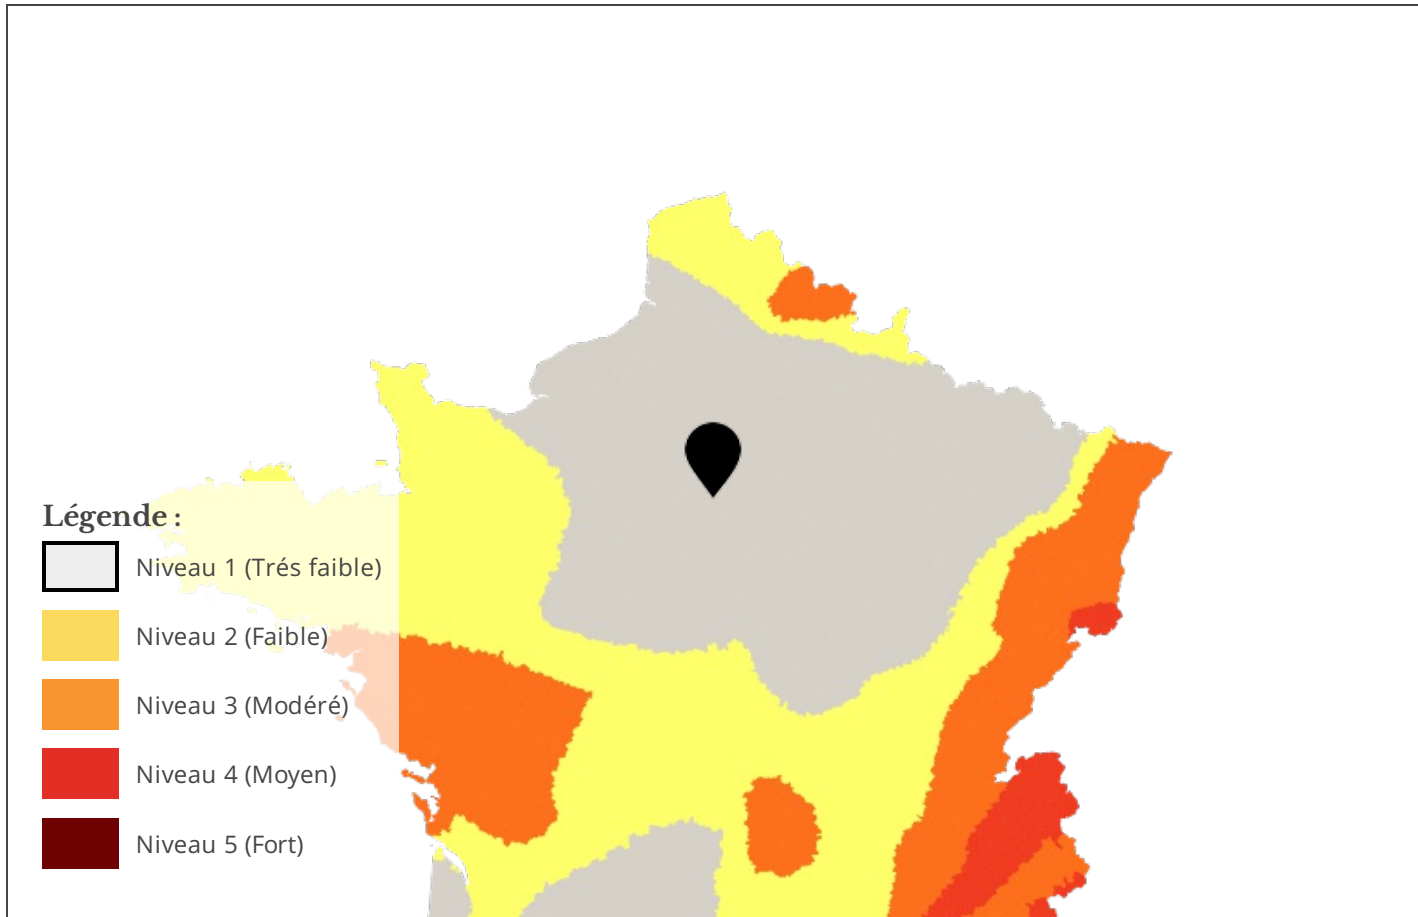 Légende :
Niveau 1 (Trés faible)
Niveau 2 (Faible)
Niveau 3 (Modéré)
Niveau 4 (Moyen)
Niveau 5 (Fort)